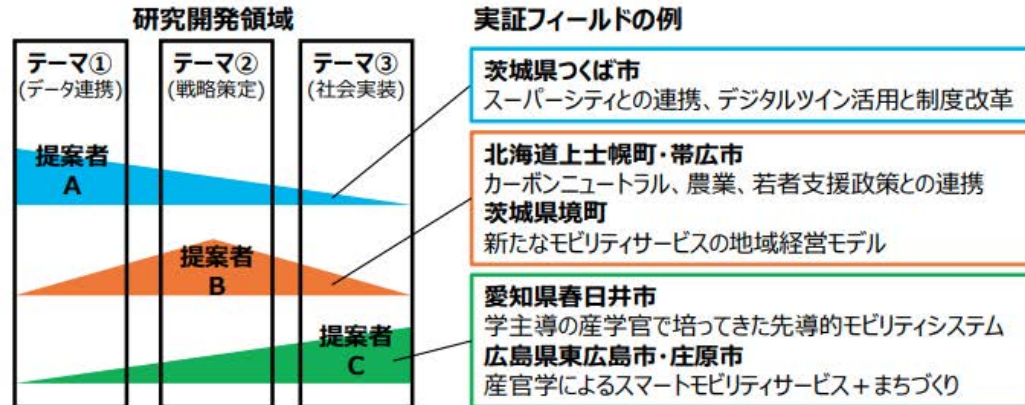 研究開発領域
実証フィールドの例
テーマ①
(データ連携)
テーマ②
(戦略策定)
テーマ③
(社会実装)
提案者
A
提案者
B
提案者
C
茨城県つくば市
スーパーシティとの連携、デジタルツイン活用と制度改革
北海道上士幌町・帯広市
カーボンニュートラル、農業、若者支援政策との連携
茨城県境町
新たなモビリティサービスの地域経営モデル
愛知県春日井市
学主導の産学官で培ってきた先導的モビリティシステム
広島県東広島市・庄原市
産官学によるスマートモビリティサービス+まちづくり